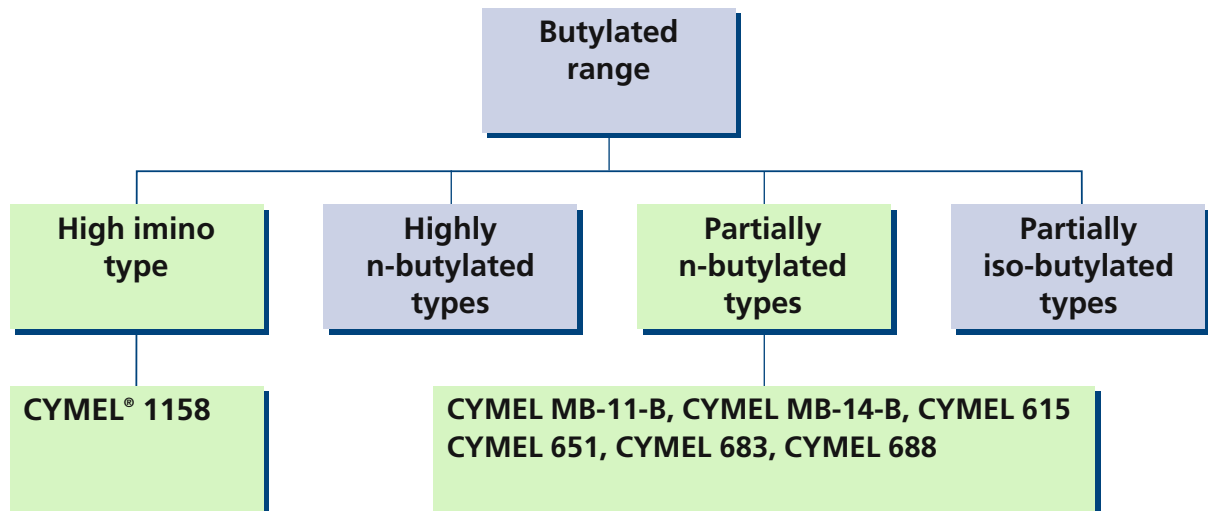 Butylated
range
High imino
type
Highly
n-butylated
types
Partially
n-butylated
types
Partially
iso-butylated
types
CYMEL® 1158
CYMEL MB-11-B, CYMEL MB-14-B, CYMEL 615
CYMEL 651, CYMEL 683, CYMEL 688